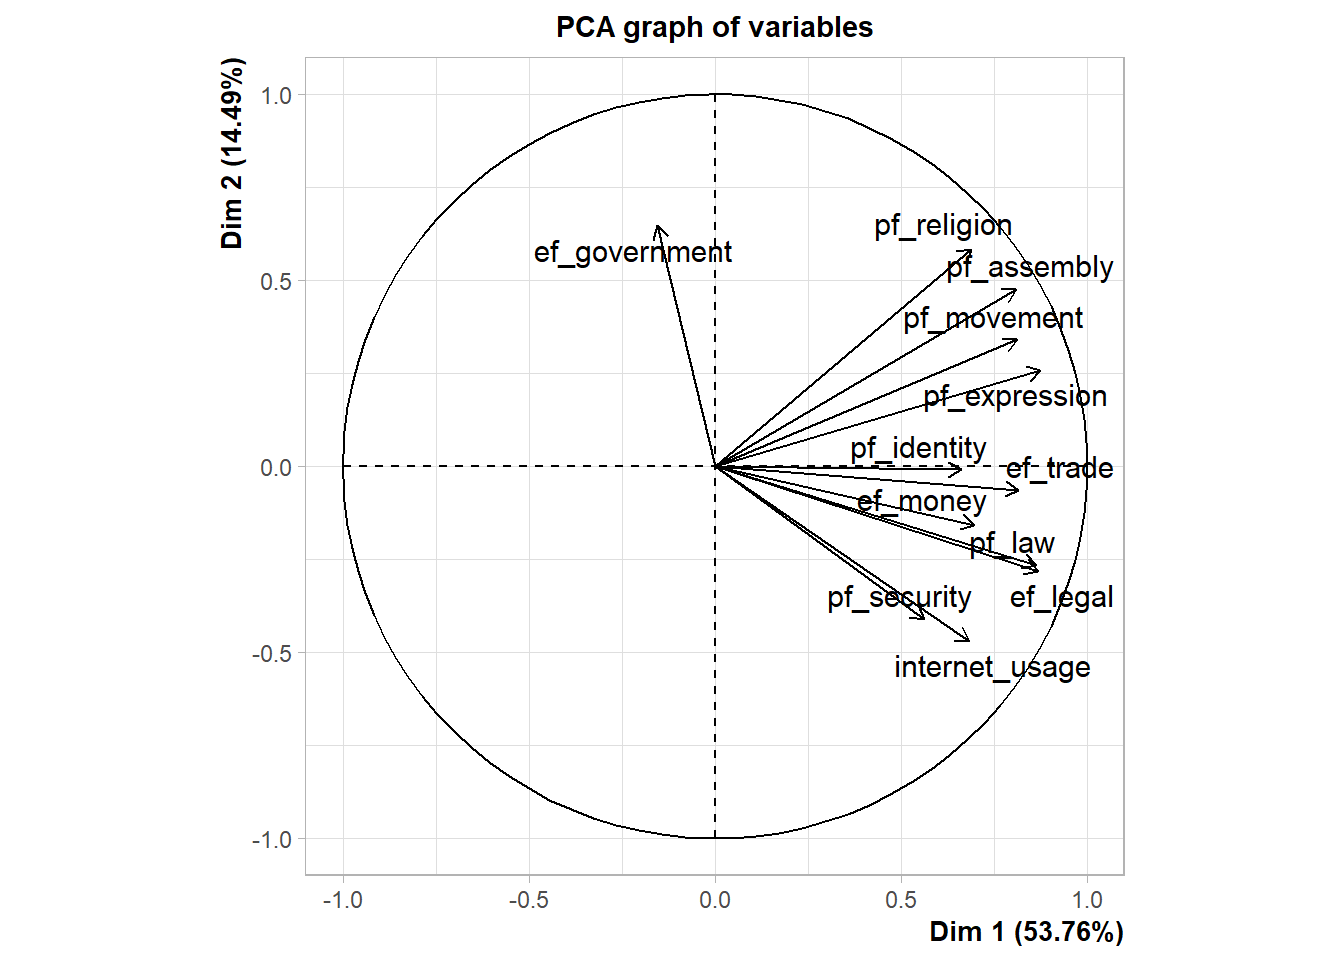 PCA graph of variables
Dim 2 (14.49%)
1.0
0.5
0.0
-0.5
-1.0
pf_religion
ef_government
pf_assembly
pf_movement
pf_expression
pf_identity
ef_trade
ef_money
pf_law
pf_security
ef_legal
internet_usage
-1.0
-0.5
0.0
0.5
1.0
Dim 1 (53.76%)